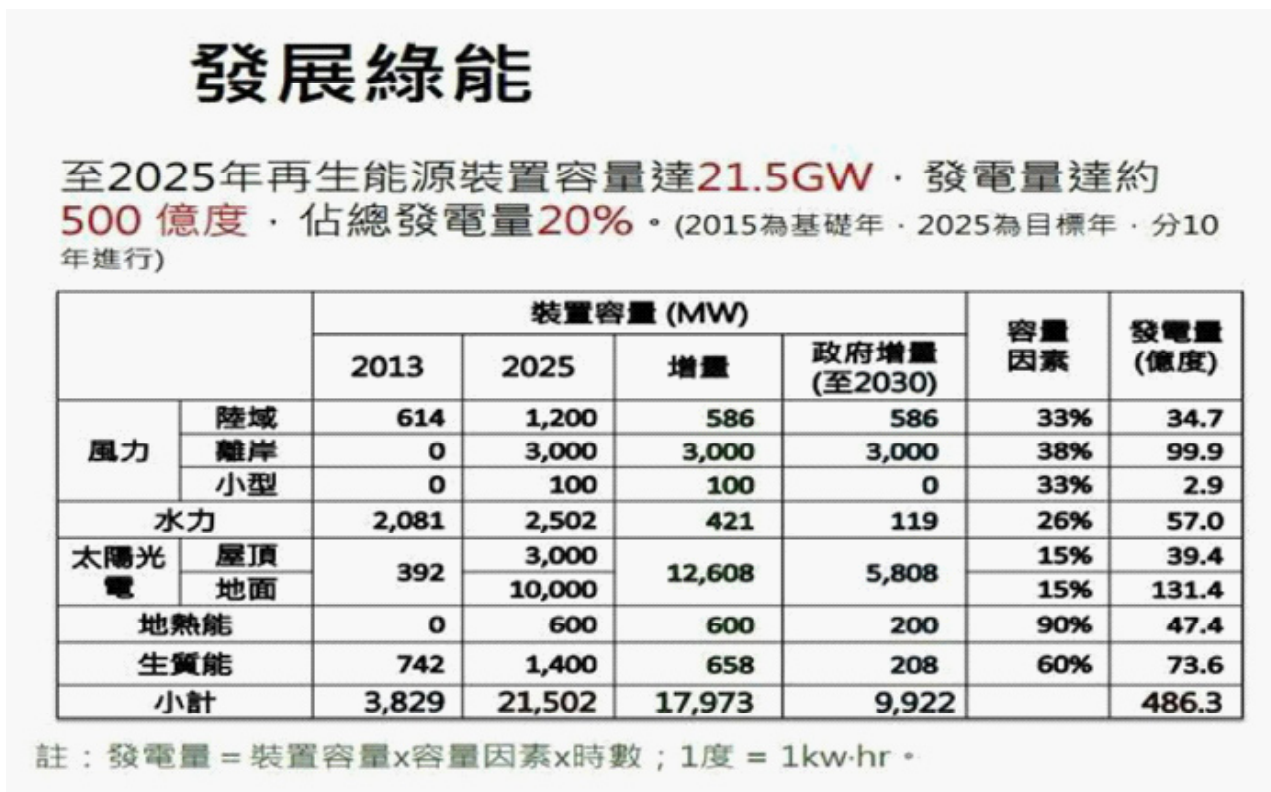 發展綠能
至2025年再生能源裝置容量達21.5GW，發電量達約
500 億度，佔總發電量20%。(2015為基礎年，2025為目標年，分10
年進行)
裝置容量 (MW) 容量因素 發電量(億度)
2013 2025 增量 政府增量(至2030)
風力 陸域 614 1,200 586 586 33% 34.7
離岸 0 3,000 3,000 3,000 38% 99.9
小型 0 100 100 0 33% 2.9
水力 2,081 2,502 421 119 26% 57.0
太陽光電 屋頂 392 3,000 12,608 5,808 15% 39.4
地面 10,000 15% 131.4
地熱能 0 600 600 200 90% 47.4
生質能 742 1,400 658 208 60% 73.6
小計 3,829 21,502 17,973 9,922 486.3
註：發電量＝裝置容量x容量因素x時數；1度 = 1kw·hr。